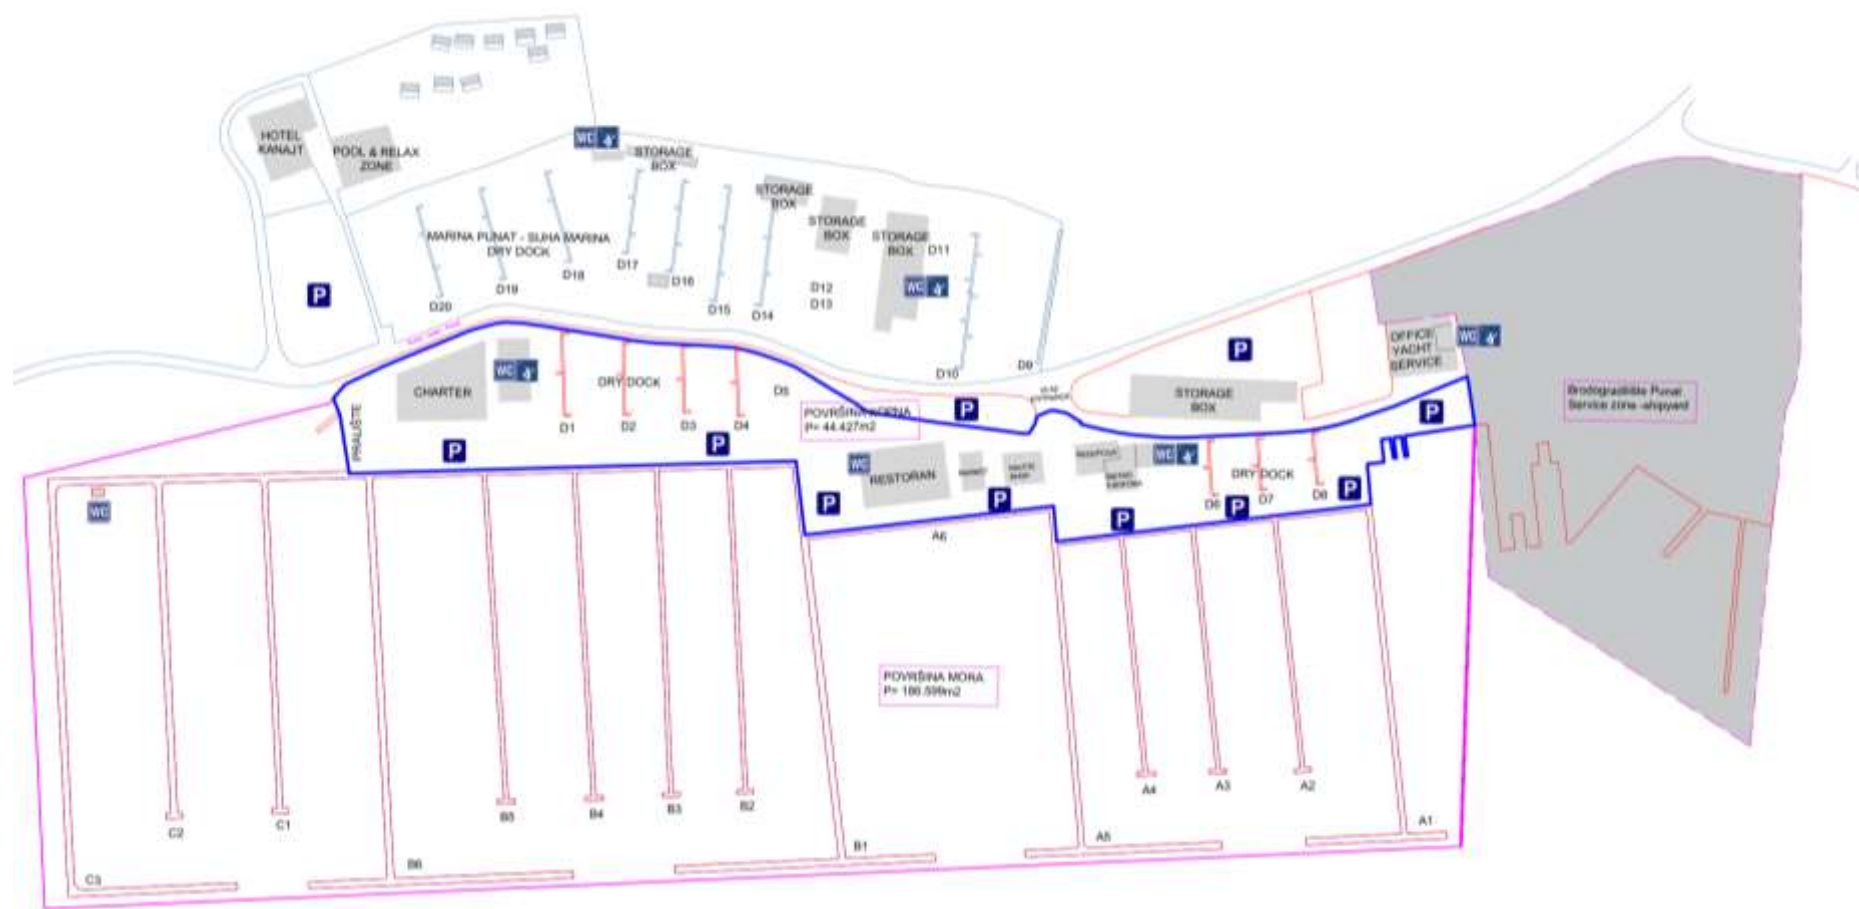 HOTEL
KANAJT
POOL & RELAX
ZONE
WC
STORAGE
BOX
STORAGE
BOX
STORAGE
BOX
STORAGE
BOX
MARINA PUNAT - SUHA MARINA
DRY DOCK
D20
D19
D18
D17
D16
D15
D14
D12
D13
D11
WC
D10
D9
P
P
OFFICE
YACHT
SERVICE
WC
STORAGE
BOX
Brodogradilište Punat
Service zone -shipyard
PRALIŠTE
CHARTER
WC
DRY DOCK
D1
D2
D3
D4
D5
POVRŠINA KOPNA
P= 44.427m2
P
P
P
P
P
WC
RESTORAN
P
RECEPCIJA
WC
DRY DOCK
D6
D7
D8
P
P
P
A6
WC
POVRŠINA MORA
P= 186.599m2
C2
C1
B5
B4
B3
B2
A4
A3
A2
C3
B6
B1
A5
A1